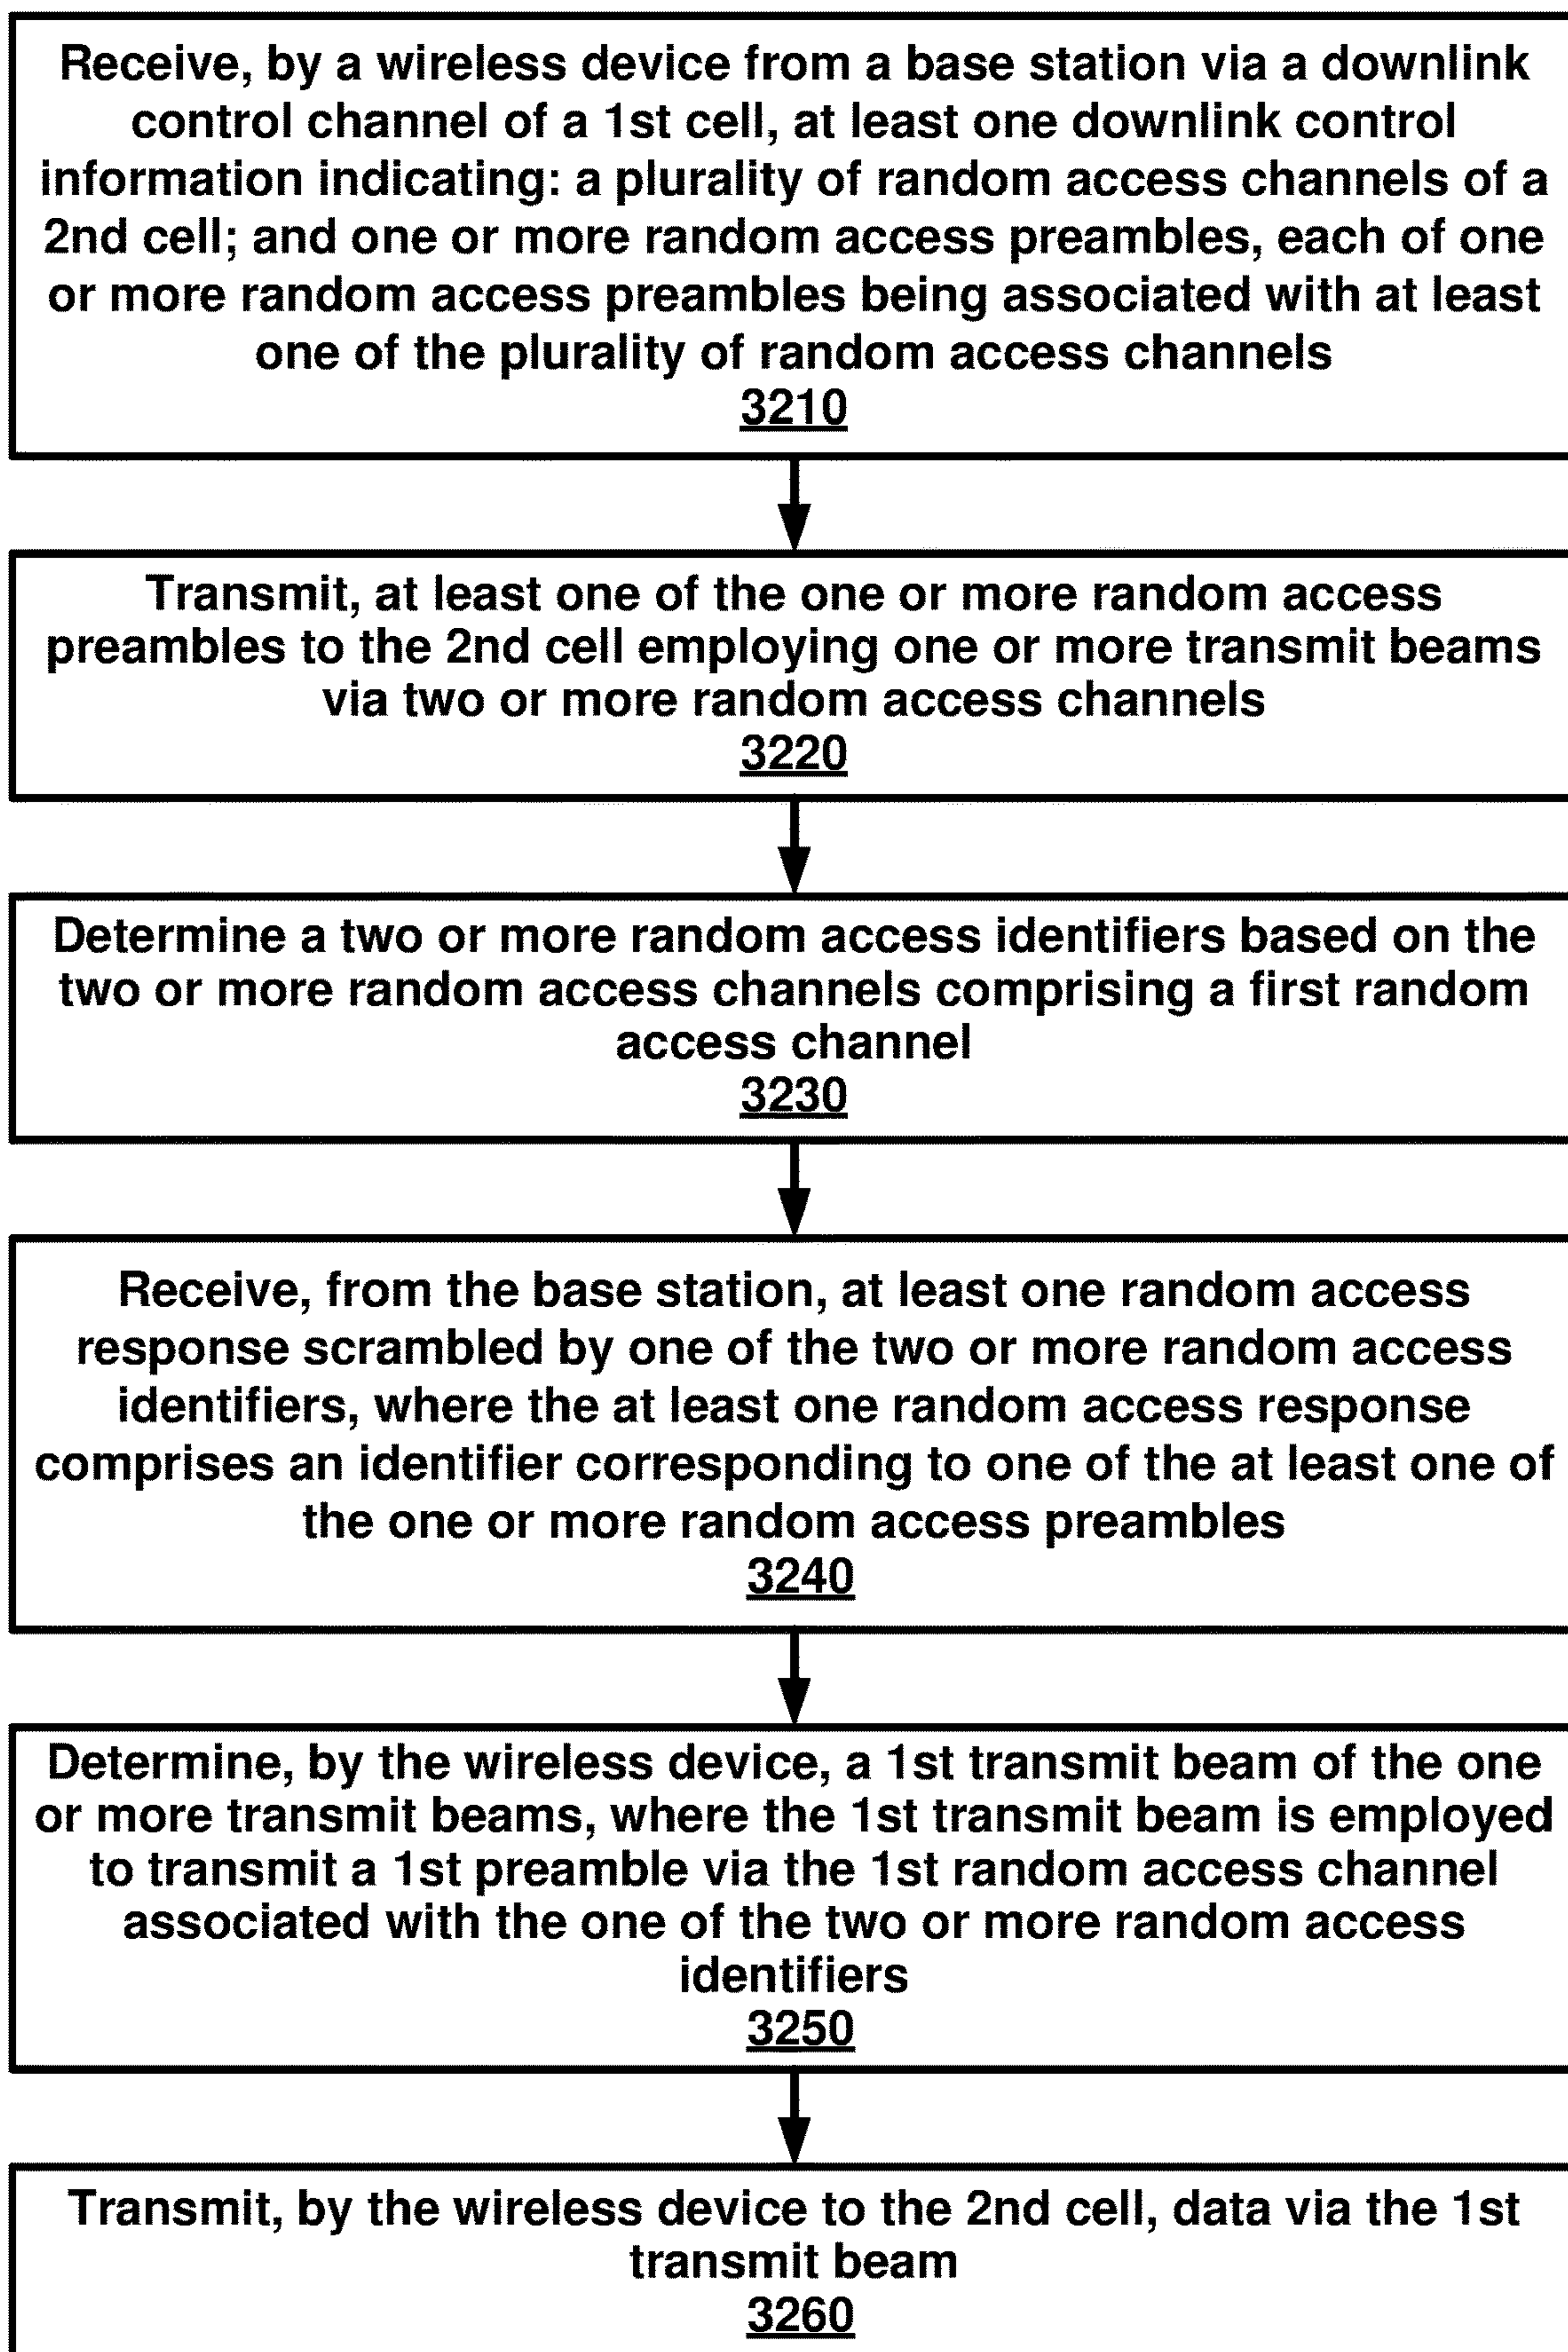 Receive, by a wireless device from a base station via a downlink
control channel of a 1st cell, at least one downlink control
information indicating: a plurality of random access channels of a
2nd cell; and one or more random access preambles, each of one
or more random access preambles being associated with at least
one of the plurality of random access channels
3210
Transmit, at least one of the one or more random access
preambles to the 2nd cell employing one or more transmit beams
via two or more random access channels
3220
Determine a two or more random access identifiers based on the
two or more random access channels comprising a first random
access channel
3230
Receive, from the base station, at least one random access
response scrambled by one of the two or more random access
identifiers, where the at least one random access response
comprises an identifier corresponding to one of the at least one of
the one or more random access preambles
3240
Determine, by the wireless device, a 1st transmit beam of the one
or more transmit beams, where the 1st transmit beam is employed
to transmit a 1st preamble via the 1st random access channel
associated with the one of the two or more random access
identifiers
3250
Transmit, by the wireless device to the 2nd cell, data via the 1st
transmit beam
3260